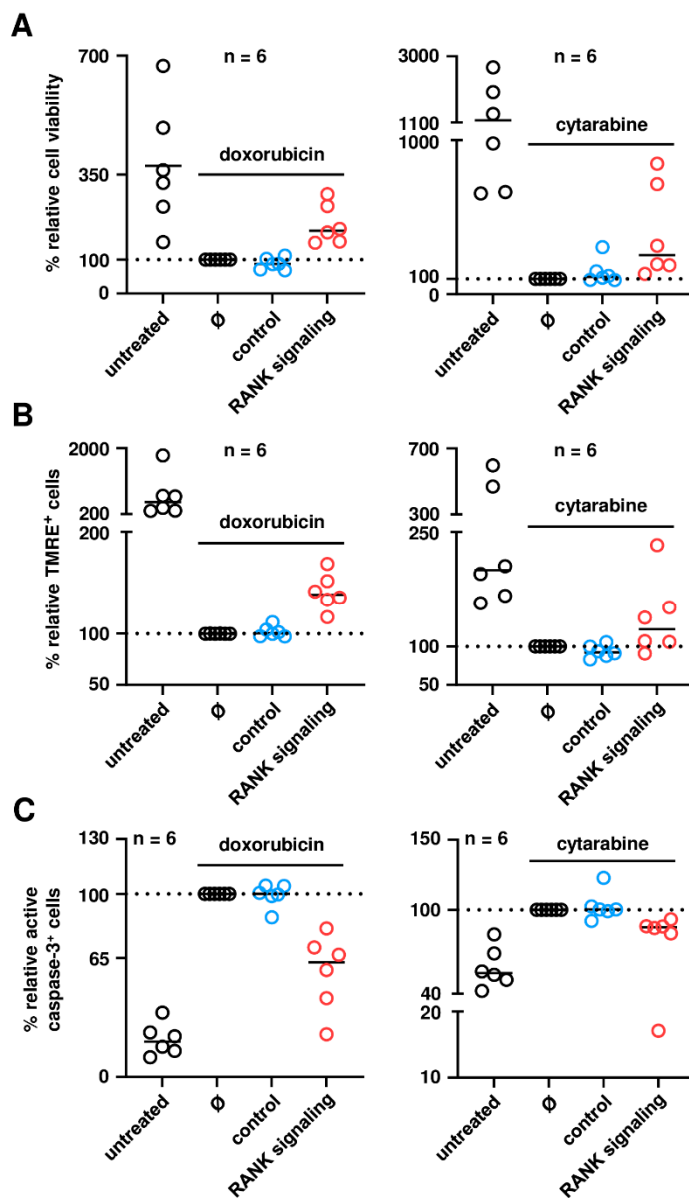 A
% relative cell viability
700
350
100
0
n = 6
doxorubicin
untreated
Ø
control
RANK signaling
3000
1100
1000
100
0
n = 6
cytarabine
untreated
Ø
control
RANK signaling
B
% relative TMRE⁺ cells
2000
200
200
100
50
n = 6
doxorubicin
untreated
Ø
control
RANK signaling
700
300
250
100
50
n = 6
cytarabine
untreated
Ø
control
RANK signaling
C
% relative active
caspase-3⁺ cells
130
100
65
0
n = 6
doxorubicin
untreated
Ø
control
RANK signaling
150
100
40
20
10
n = 6
cytarabine
untreated
Ø
control
RANK signaling